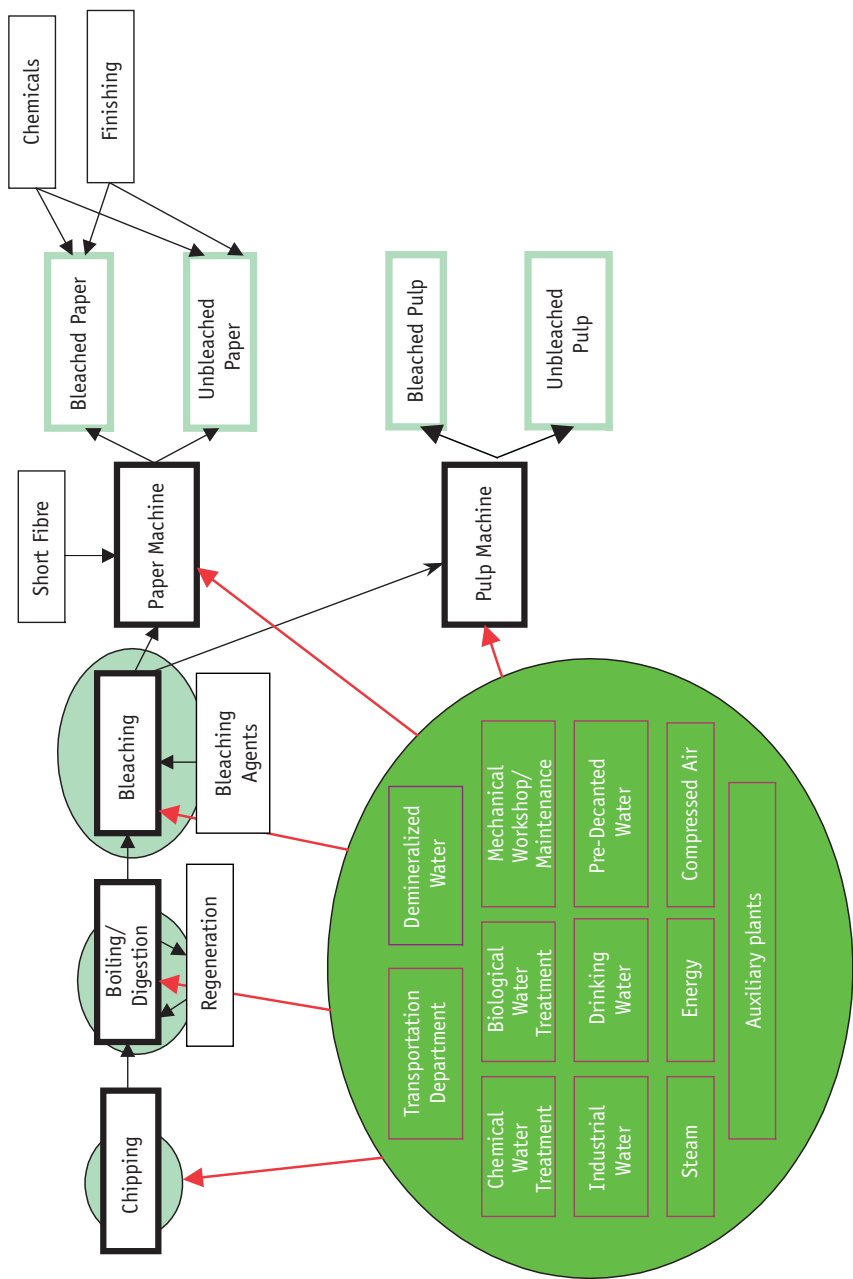 Chemicals
Finishing
Bleached Paper
Unbleached
Paper
Bleached Pulp
Unbleached
Pulp
Short Fibre
Paper Machine
Pulp Machine
Bleaching
Bleaching
Agents
Boiling/
Digestion
Regeneration
Chipping
Transportation
Department
Demineralized
Water
Chemical
Water
Treatment
Biological
Water
Treatment
Mechanical
Workshop/
Maintenance
Industrial
Water
Drinking
Water
Pre-Decanted
Water
Steam
Energy
Compressed Air
Auxiliary plants